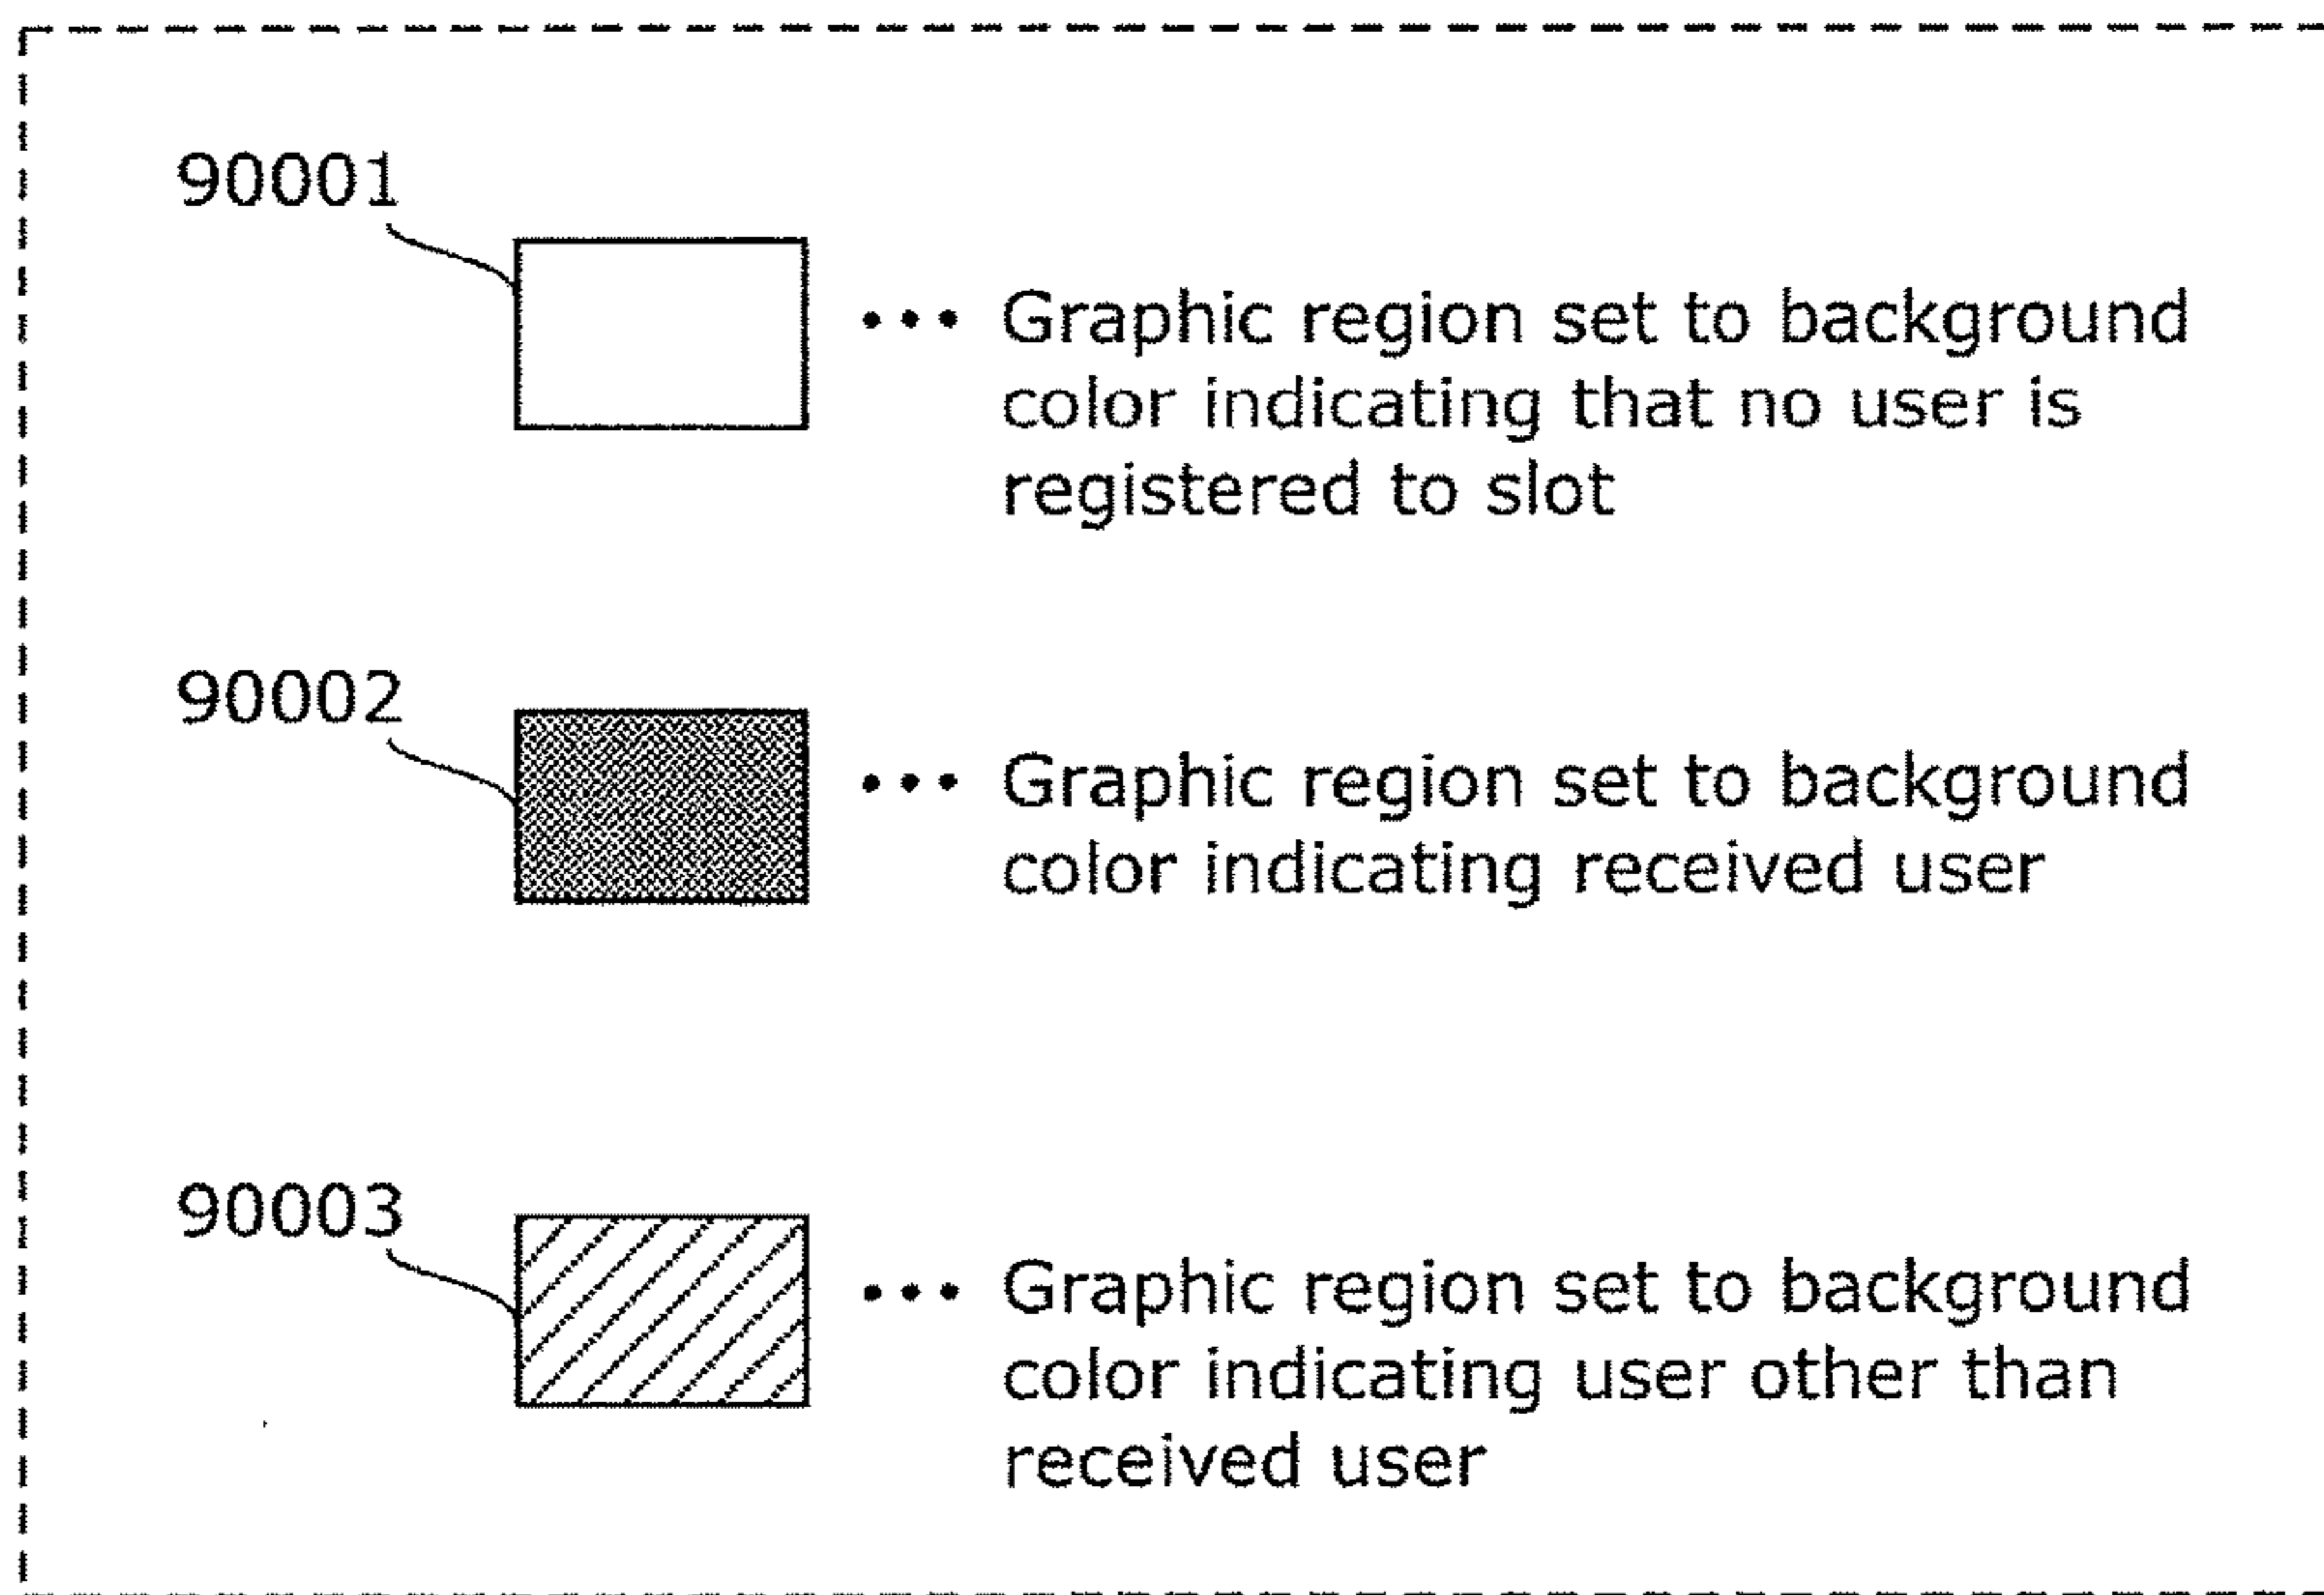 90001
••• Graphic region set to background
color indicating that no user is
registered to slot
90002
••• Graphic region set to background
color indicating received user
90003
••• Graphic region set to background
color indicating user other than
received user